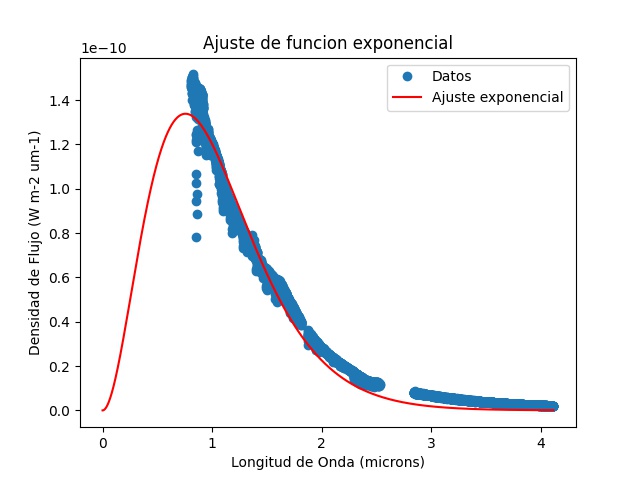 Ajuste de funcion exponencial
1e−10
Datos
Ajuste exponencial
1.4
1.2
1.0
0.8
0.6
0.4
0.2
0.0
Densidad de Flujo (W m-2 um-1)
0 1 2 3 4
Longitud de Onda (microns)